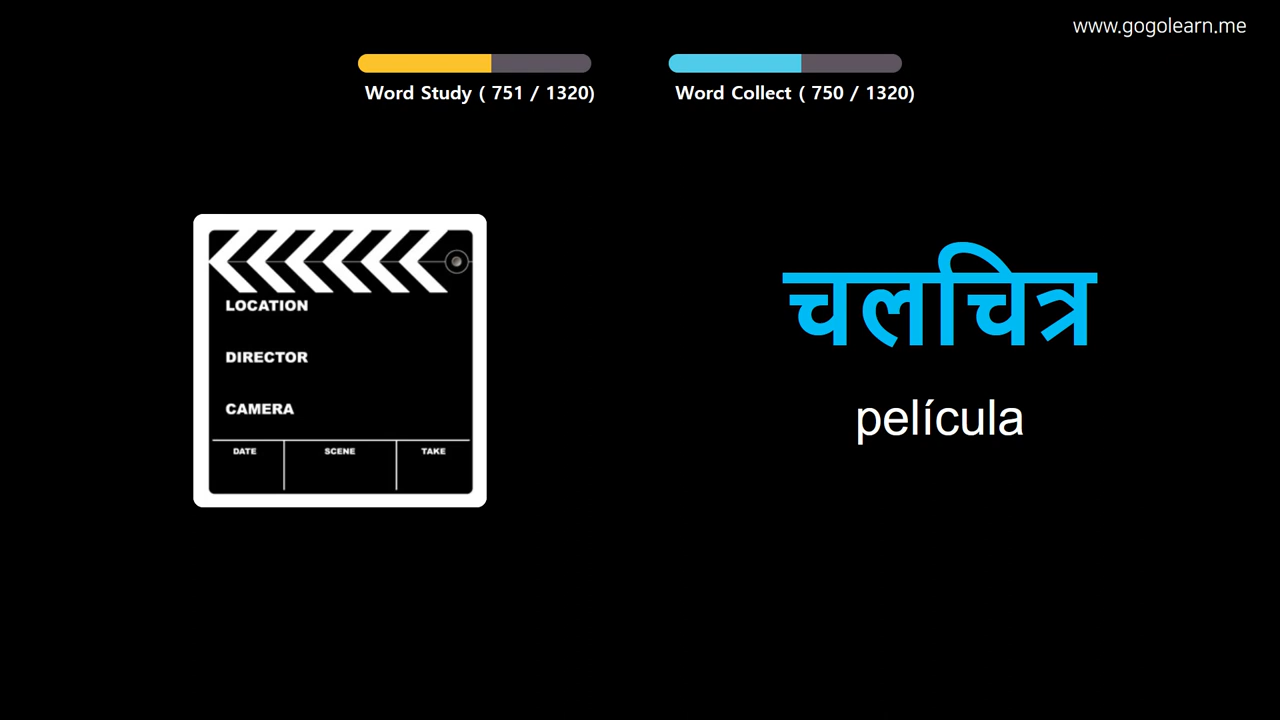 www.gogolearn.me
Word Study ( 751 / 1320)
Word Collect ( 750 / 1320)
LOCATION
DIRECTOR
CAMERA
DATE SCENE TAKE
चलचित्र
película